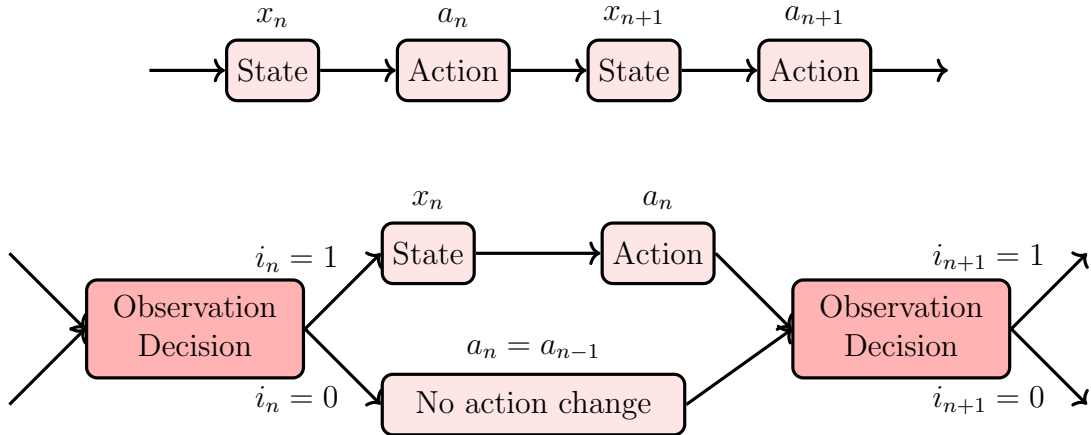 x_n a_n x_{n+1} a_{n+1}
State Action State Action
x_n a_n
i_n = 1 State Action i_{n+1} = 1
Observation Decision
Observation Decision
a_n = a_{n-1}
i_n = 0 No action change i_{n+1} = 0